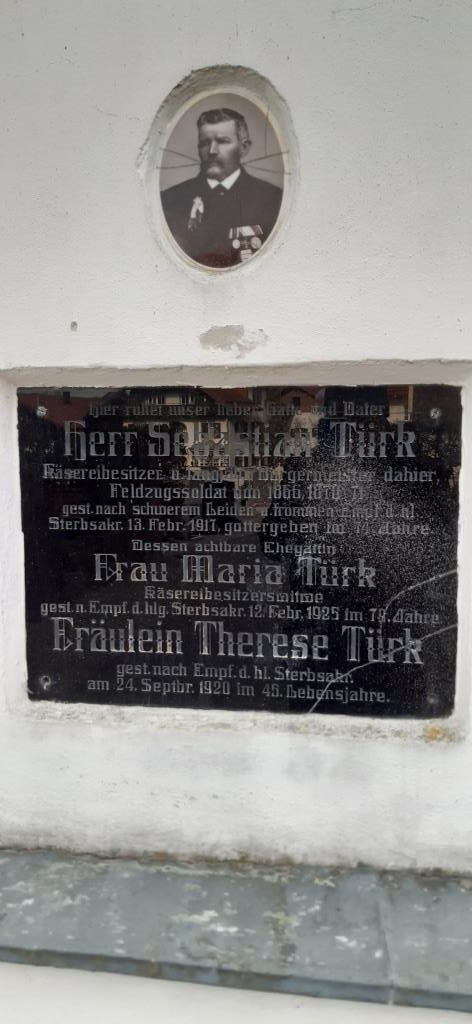 Hier ruhet unser lieber Gatte und Vater
Herr Sebastian Türk
Käsereibesitzer u. langjähr. Bürgermeister dahier,
Feldzugssoldat von 1866, 1870/71
gest. nach schwerem Leiden u. frommen Empf. d. hl.
Sterbsakr. 13. Febr. 1917, gottergeben im 74. Jahre.
Dessen achtbare Ehegattin
Frau Maria Türk
Käsereibesitzerswitwe
gest. n. Empf. d. hlg. Sterbsakr. 12. Febr. 1925 im 79. Jahre
Fräulein Therese Türk
gest. nach Empf. d. hl. Sterbsakr.
am 24. Septbr. 1920 im 45. Lebensjahre.